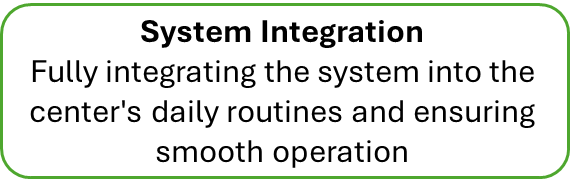 System Integration
Fully integrating the system into the
center's daily routines and ensuring
smooth operation